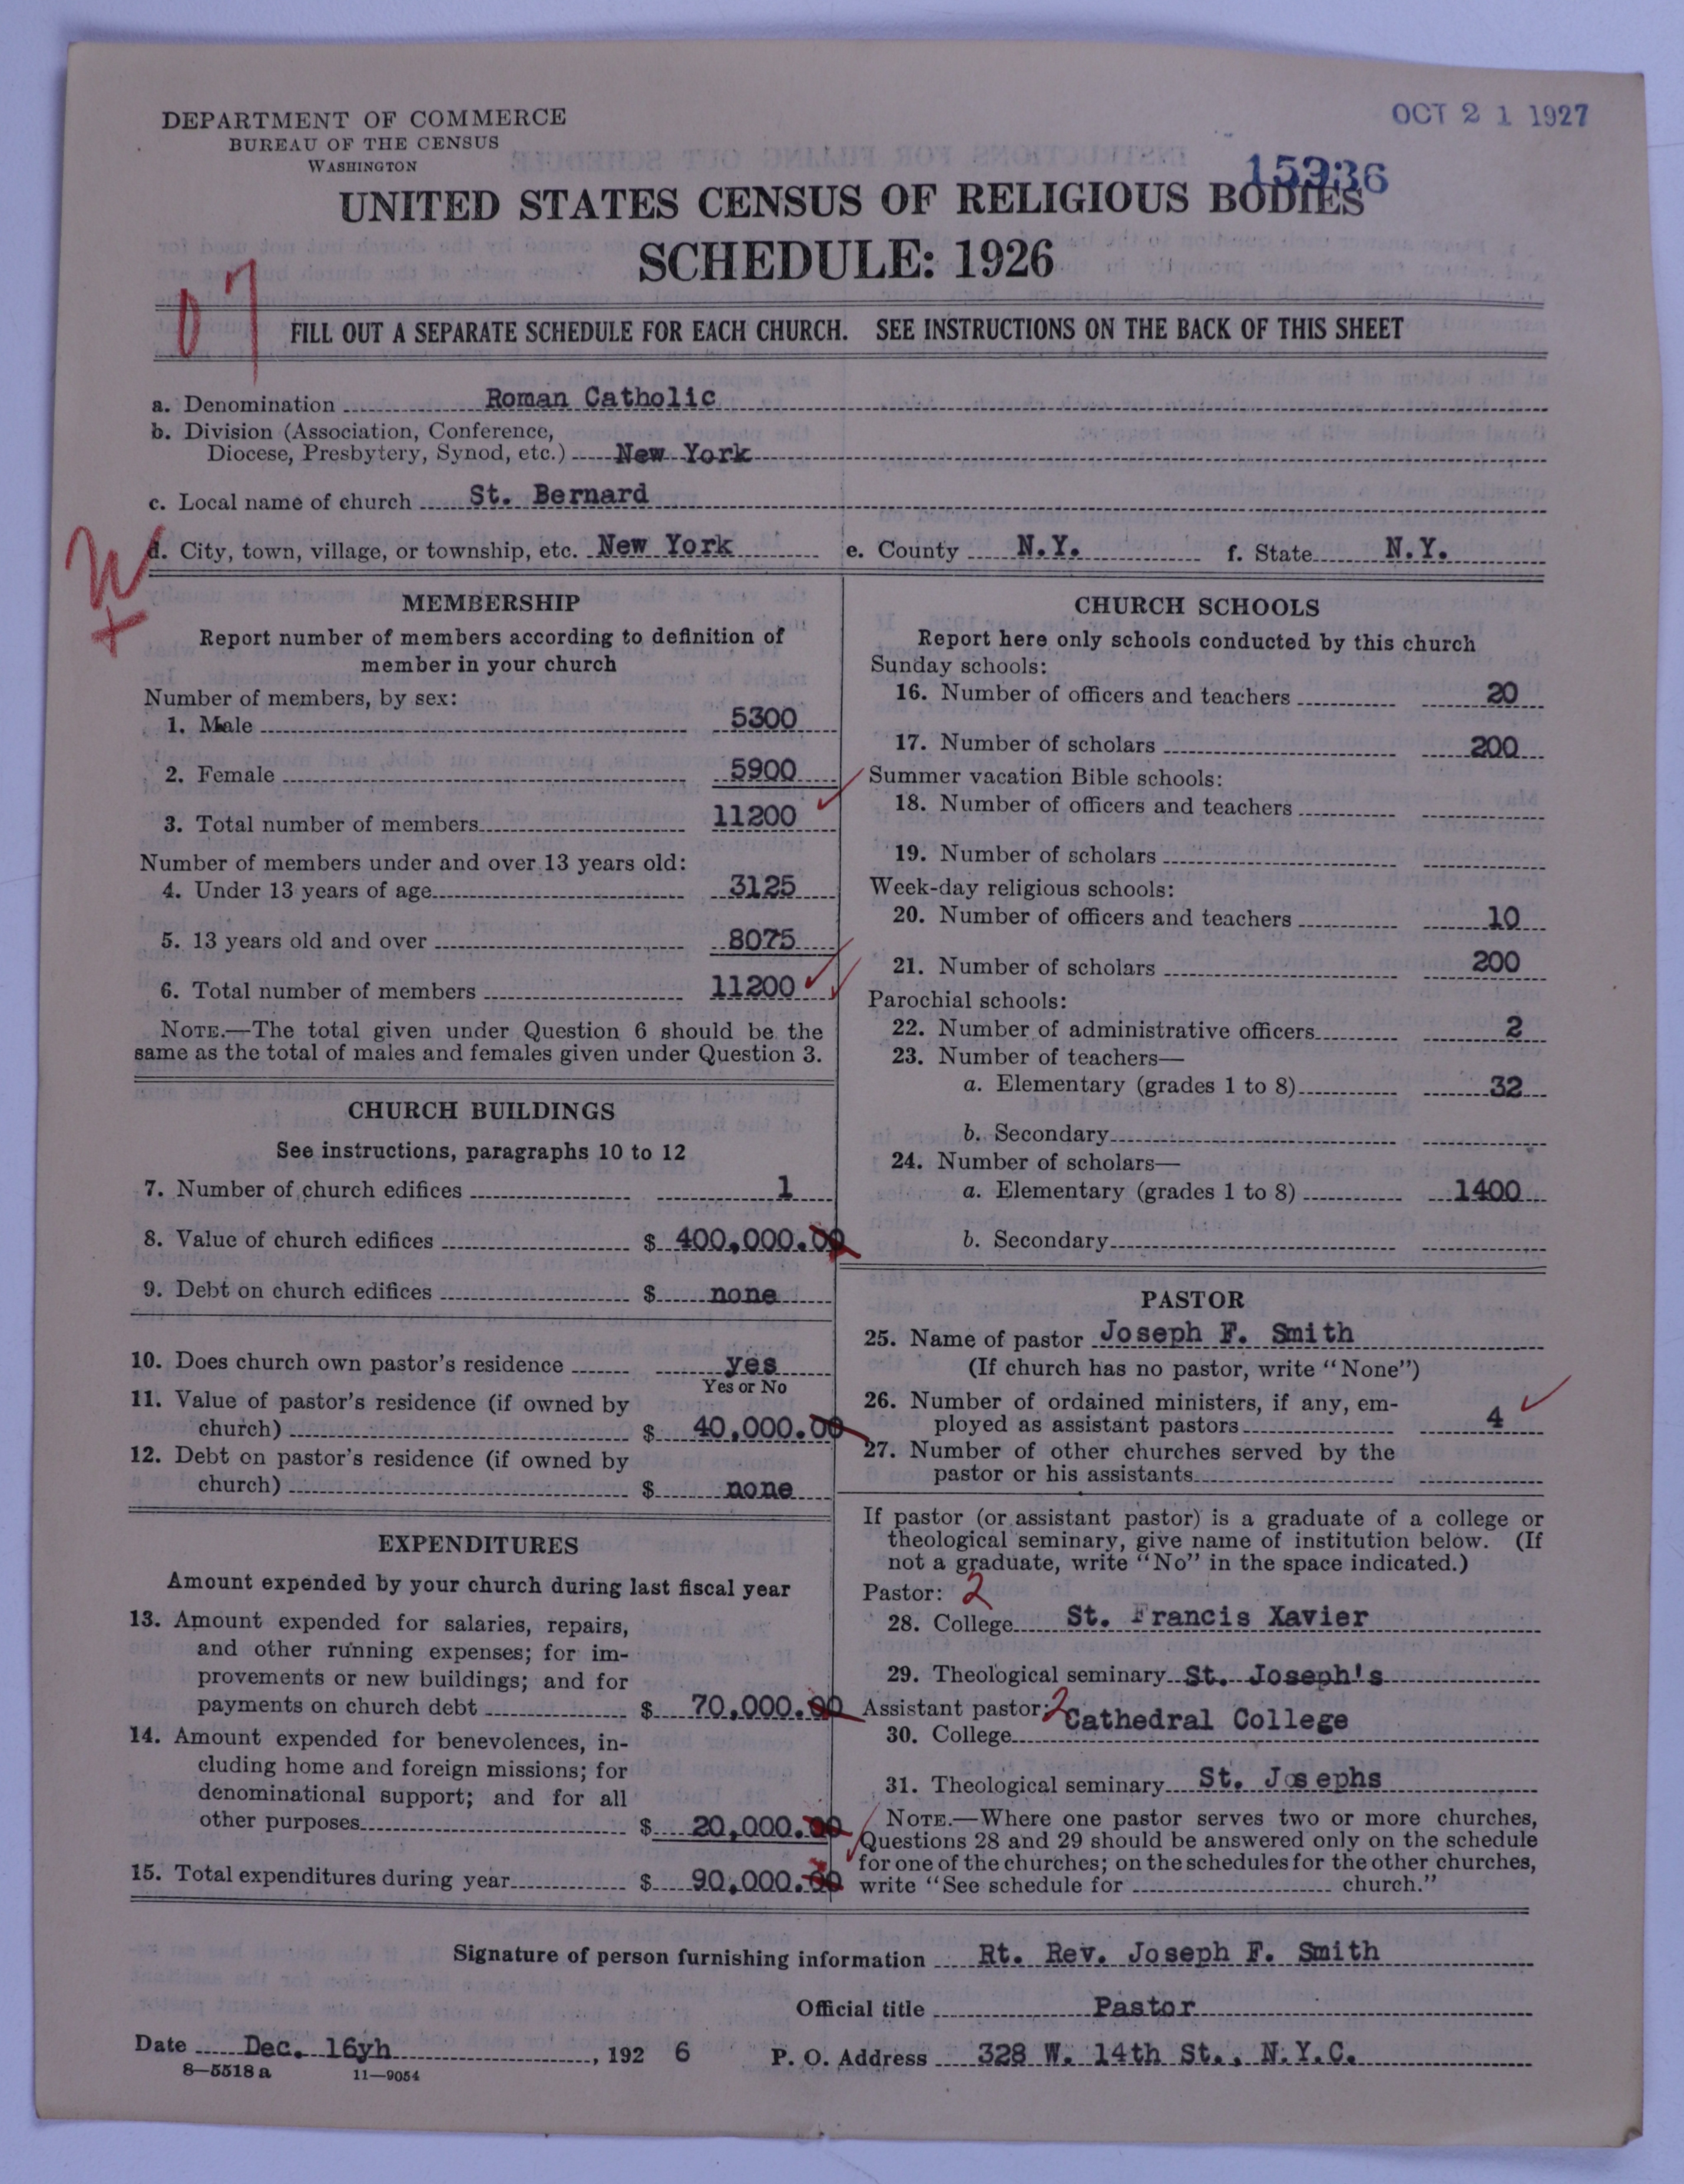 DEPARTMENT OF COMMERCE
BUREAU OF THE CENSUS
WASHINGTON
OCT 21 1927
UNITED STATES CENSUS OF RELIGIOUS BODIES
SCHEDULE: 1926
07
FILL OUT A SEPARATE SCHEDULE FOR EACH CHURCH. SEE INSTRUCTIONS ON THE BACK OF THIS SHEET
a. Denomination Roman Catholic
b. Division (Association, Conference,
Diocese, Presbytery, Synod, etc.) New York
c. Local name of church St. Bernard
d. City, town, village, or township, etc. New York e. County N.Y. f. State N.Y.
MEMBERSHIP
Report number of members according to definition of
member in your church
Number of members, by sex:
1. Male 5300
2. Female 5900
3. Total number of members 11200
Number of members under and over 13 years old:
4. Under 13 years of age 3125
5. 13 years old and over 8075
6. Total number of members 11200
NOTE.—The total given under Question 6 should be the
same as the total of males and females given under Question 3.
CHURCH BUILDINGS
See instructions, paragraphs 10 to 12
7. Number of church edifices 1
8. Value of church edifices $ 400,000.00
9. Debt on church edifices $ none
10. Does church own pastor's residence yes
Yes or No
11. Value of pastor's residence (if owned by
church) $ 40,000.00
12. Debt on pastor's residence (if owned by
church) $ none
EXPENDITURES
Amount expended by your church during last fiscal year
13. Amount expended for salaries, repairs,
and other running expenses; for im-
provements or new buildings; and for
payments on church debt $ 70,000.00
14. Amount expended for benevolences, in-
cluding home and foreign missions; for
denominational support; and for all
other purposes $ 20,000.00
15. Total expenditures during year $ 90,000.00
CHURCH SCHOOLS
Report here only schools conducted by this church
Sunday schools:
16. Number of officers and teachers 20
17. Number of scholars 200
Summer vacation Bible schools:
18. Number of officers and teachers
19. Number of scholars
Week-day religious schools:
20. Number of officers and teachers 10
21. Number of scholars 200
Parochial schools:
22. Number of administrative officers 2
23. Number of teachers—
a. Elementary (grades 1 to 8) 32
b. Secondary
24. Number of scholars—
a. Elementary (grades 1 to 8) 1400
b. Secondary
PASTOR
25. Name of pastor Joseph F. Smith
(If church has no pastor, write "None")
26. Number of ordained ministers, if any, em-
ployed as assistant pastors 4
27. Number of other churches served by the
pastor or his assistants
If pastor (or assistant pastor) is a graduate of a college or
theological seminary, give name of institution below. (If
not a graduate, write "No" in the space indicated.)
Pastor: 2
28. College St. Francis Xavier
29. Theological seminary St. Joseph's
Assistant pastor: 2
30. College Cathedral College
31. Theological seminary St. Josephs
NOTE.—Where one pastor serves two or more churches,
Questions 28 and 29 should be answered only on the schedule
for one of the churches; on the schedules for the other churches,
write "See schedule for church."
Signature of person furnishing information Rt. Rev. Joseph F. Smith
Official title Pastor
Date Dec. 16yh, 192 6 P. O. Address 328 W. 14th St., N.Y.C.
8—5518 a 11—9054